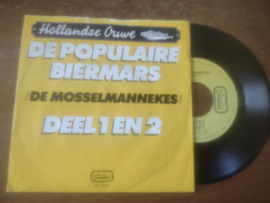 Hollandse Ouwe
DE POPULAIRE
BIERMARS
(DE MOSSELMANNEKES)
DEEL 1 EN 2